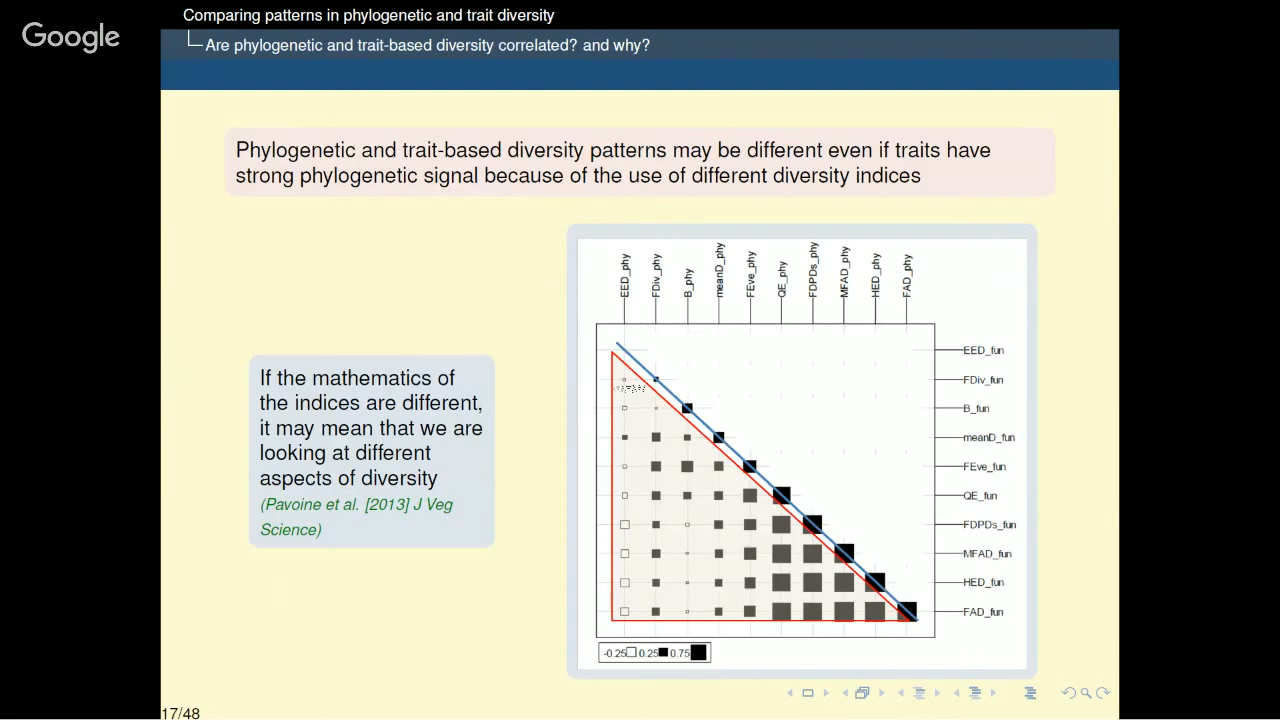 Google
Comparing patterns in phylogenetic and trait diversity
Are phylogenetic and trait-based diversity correlated? and why?
Phylogenetic and trait-based diversity patterns may be different even if traits have
strong phylogenetic signal because of the use of different diversity indices
If the mathematics of
the indices are different,
it may mean that we are
looking at different
aspects of diversity
(Pavoine et al. [2013] J Veg
Science)
EED_phy
FDiv_phy
B_phy
meanD_phy
FEve_phy
QE_phy
FDPDs_phy
MFAD_phy
HED_phy
FAD_phy
EED_fun
FDiv_fun
B_fun
meanD_fun
FEve_fun
QE_fun
FDPDs_fun
MFAD_fun
HED_fun
FAD_fun
-0.25 0.25 0.75
17/48